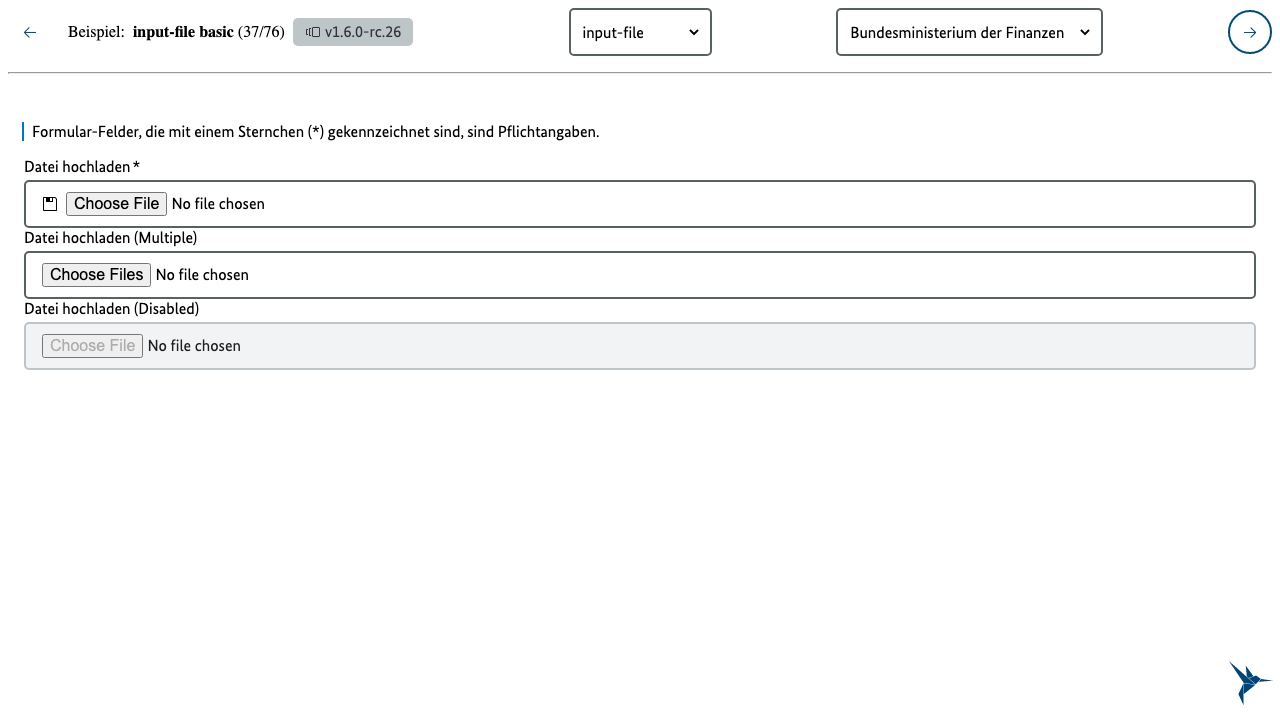 Beispiel: input-file basic (37/76) v1.6.0-rc.26 input-file Bundesministerium der Finanzen
Formular-Felder, die mit einem Sternchen (*) gekennzeichnet sind, sind Pflichtangaben.
Datei hochladen*
Choose File No file chosen
Datei hochladen (Multiple)
Choose Files No file chosen
Datei hochladen (Disabled)
Choose File No file chosen